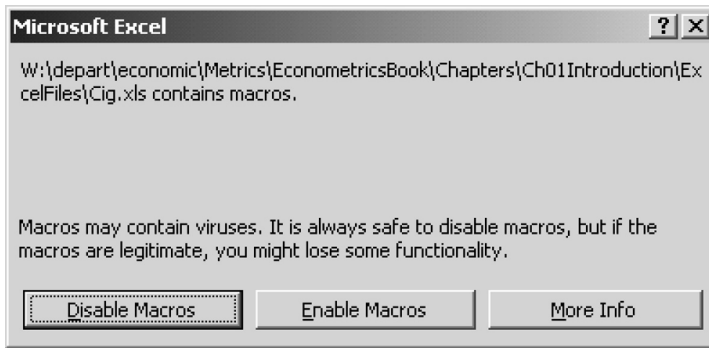 Microsoft Excel
W:\depart\economic\Metrics\EconometricsBook\Chapters\Ch01Introduction\Ex
celFiles\Cig.xls contains macros.
Macros may contain viruses. It is always safe to disable macros, but if the
macros are legitimate, you might lose some functionality.
Disable Macros Enable Macros More Info